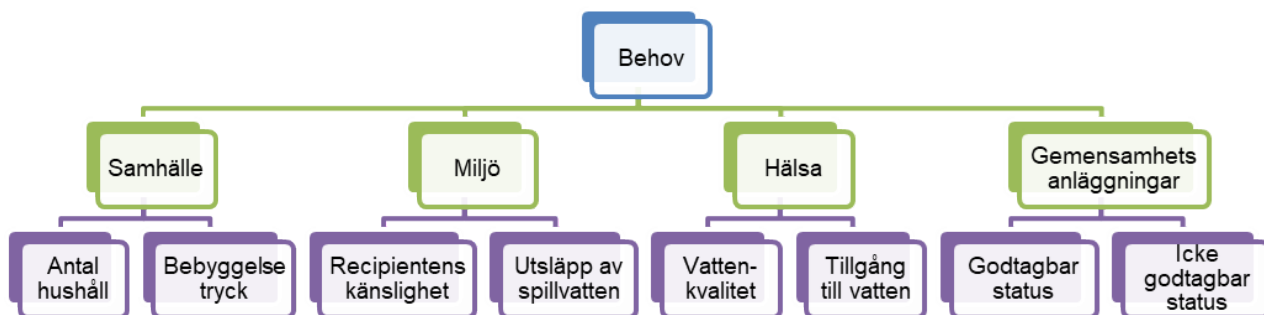 Behov
Samhälle
Miljö
Hälsa
Gemensamhets
anläggningar
Antal
hushåll
Bebyggelse
tryck
Recipientens
känslighet
Utsläpp av
spillvatten
Vatten-
kvalitet
Tillgång
till vatten
Godtagbar
status
Icke
godtagbar
status